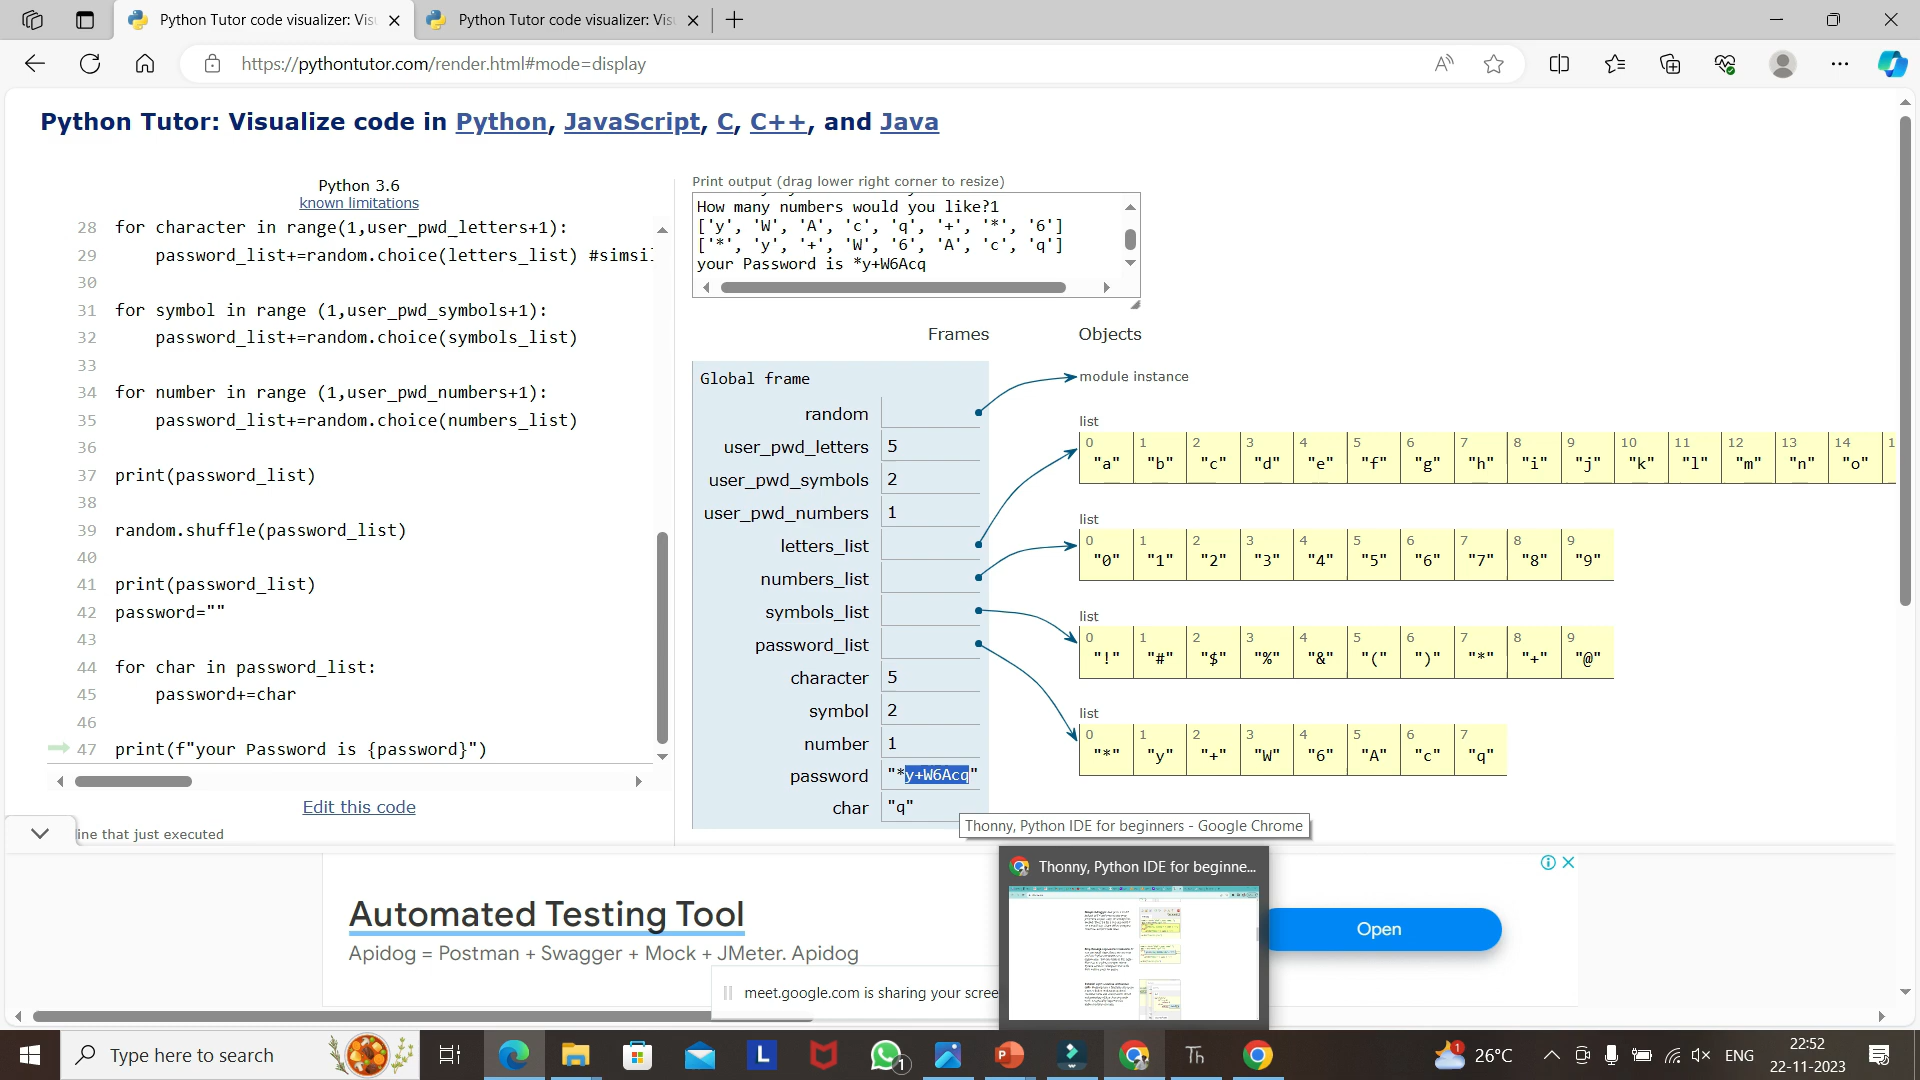 Python Tutor code visualizer: Vis
Python Tutor code visualizer: Vis
https://pythontutor.com/render.html#mode=display
Python Tutor: Visualize code in Python, JavaScript, C, C++, and Java
Python 3.6
known limitations
28 for character in range(1,user_pwd_letters+1):
29 password_list+=random.choice(letters_list) #simsil
30
31 for symbol in range (1,user_pwd_symbols+1):
32 password_list+=random.choice(symbols_list)
33
34 for number in range (1,user_pwd_numbers+1):
35 password_list+=random.choice(numbers_list)
36
37 print(password_list)
38
39 random.shuffle(password_list)
40
41 print(password_list)
42 password=""
43
44 for char in password_list:
45 password+=char
46
47 print(f"your Password is {password}")
Edit this code
ine that just executed
Print output (drag lower right corner to resize)
How many numbers would you like?1
['y', 'W', 'A', 'c', 'q', '+', '*', '6']
['*', 'y', '+', 'W', '6', 'A', 'c', 'q']
your Password is *y+W6Acq
Frames Objects
Global frame
random
user_pwd_letters 5
user_pwd_symbols 2
user_pwd_numbers 1
letters_list
numbers_list
symbols_list
password_list
character 5
symbol 2
number 1
password "*y+W6Acq"
char "q"
module instance
list
0 1 2 3 4 5 6 7 8 9 10 11 12 13 14 1
"a" "b" "c" "d" "e" "f" "g" "h" "i" "j" "k" "l" "m" "n" "o"
list
0 1 2 3 4 5 6 7 8 9
"0" "1" "2" "3" "4" "5" "6" "7" "8" "9"
list
0 1 2 3 4 5 6 7 8 9
"!" "#" "$" "%" "&" "(" ")" "*" "+" "@"
list
0 1 2 3 4 5 6 7
"*" "y" "+" "W" "6" "A" "c" "q"
Thonny, Python IDE for beginners - Google Chrome
Thonny, Python IDE for beginne...
Automated Testing Tool
Apidog = Postman + Swagger + Mock + JMeter. Apidog
Open
meet.google.com is sharing your scree
Type here to search
L
1
Th
1
26°C
ENG
22:52
22-11-2023